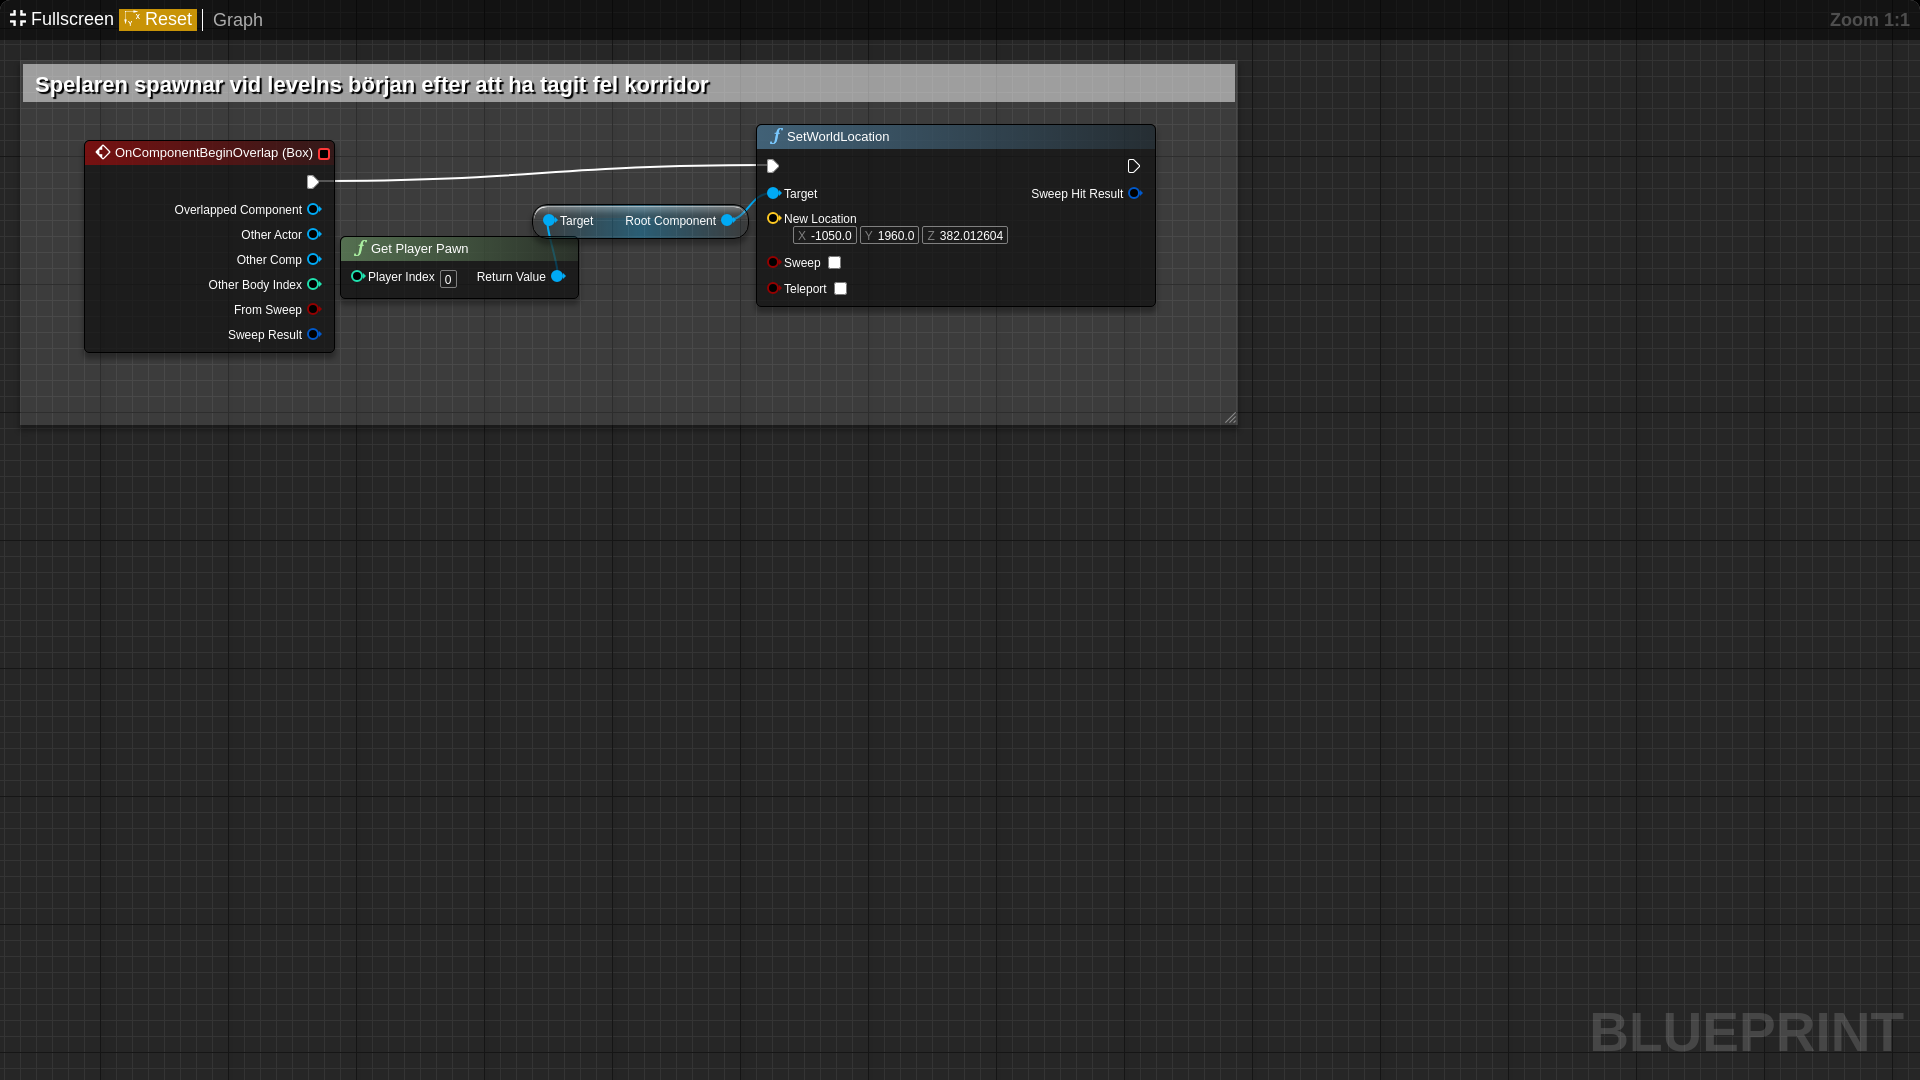 Fullscreen Reset Graph Zoom 1:1
Spelaren spawnar vid levelns början efter att ha tagit fel korridor
OnComponentBeginOverlap (Box)
Overlapped Component
Other Actor
Other Comp
Other Body Index
From Sweep
Sweep Result
Get Player Pawn
Player Index 0 Return Value
Target Root Component
SetWorldLocation
Target Sweep Hit Result
New Location
X -1050.0 Y 1960.0 Z 382.012604
Sweep
Teleport
BLUEPRINT